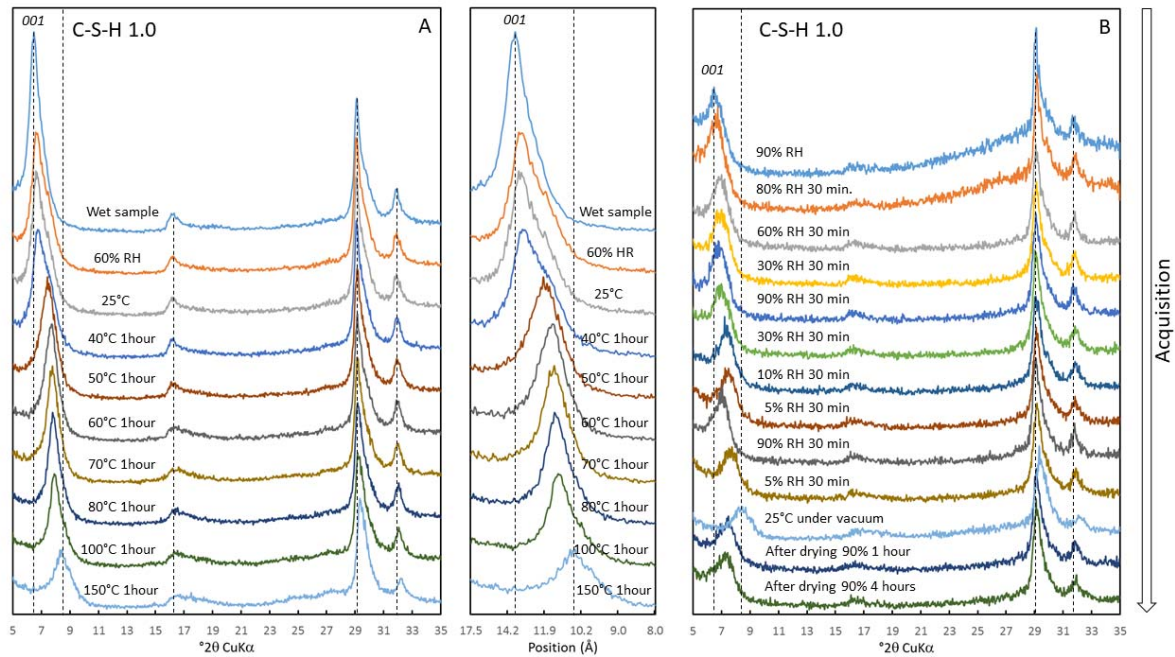 001
C-S-H 1.0
A
Wet sample
60% RH
25°C
40°C 1hour
50°C 1hour
60°C 1hour
70°C 1hour
80°C 1hour
100°C 1hour
150°C 1hour
5 7 9 11 13 15 17 19 21 23 25 27 29 31 33 35
°2θ CuKα
001
Wet sample
60% HR
25°C
40°C 1hour
50°C 1hour
60°C 1hour
70°C 1hour
80°C 1hour
100°C 1hour
150°C 1hour
17.5 14.2 11.9 10.2 9.0 8.0
Position (Å)
C-S-H 1.0
B
001
90% RH
80% RH 30 min.
60% RH 30 min
30% RH 30 min
90% RH 30 min
30% RH 30 min
10% RH 30 min
5% RH 30 min
90% RH 30 min
5% RH 30 min
25°C under vacuum
After drying 90% 1 hour
After drying 90% 4 hours
5 7 9 11 13 15 17 19 21 23 25 27 29 31 33 35
°2θ CuKα
Acquisition